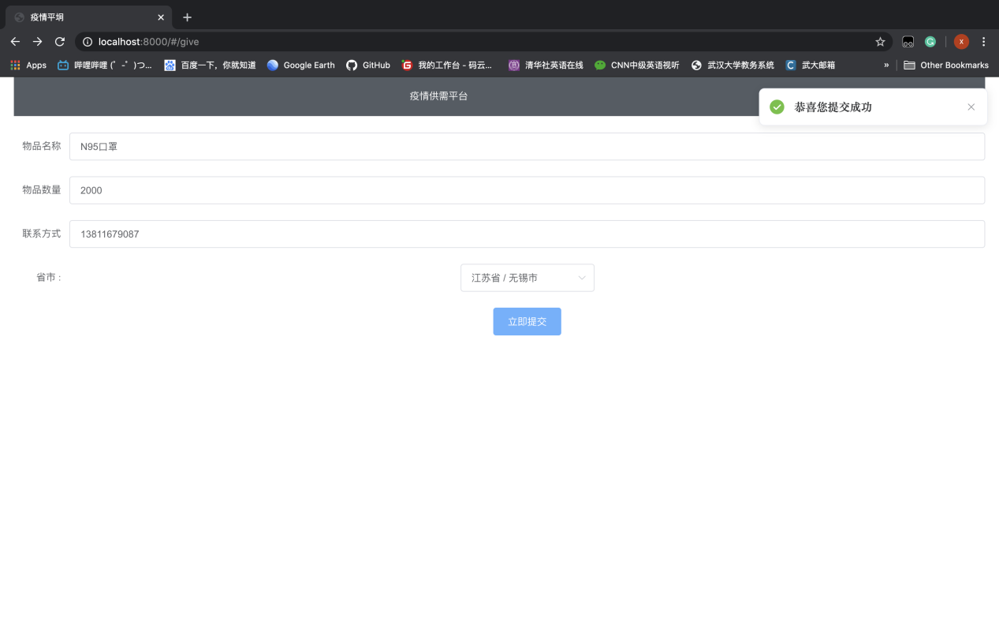 疫情平垌
localhost:8000/#/give
Apps 哔哩哔哩 (゜-゜)つ... 百度一下，你就知道 Google Earth GitHub 我的工作台 - 码云... 清华社英语在线 CNN中级英语视听 武汉大学教务系统 武大邮箱 » Other Bookmarks
疫情供需平台
恭喜您提交成功
物品名称 N95口罩
物品数量 2000
联系方式 13811679087
省市 : 江苏省 / 无锡市
立即提交